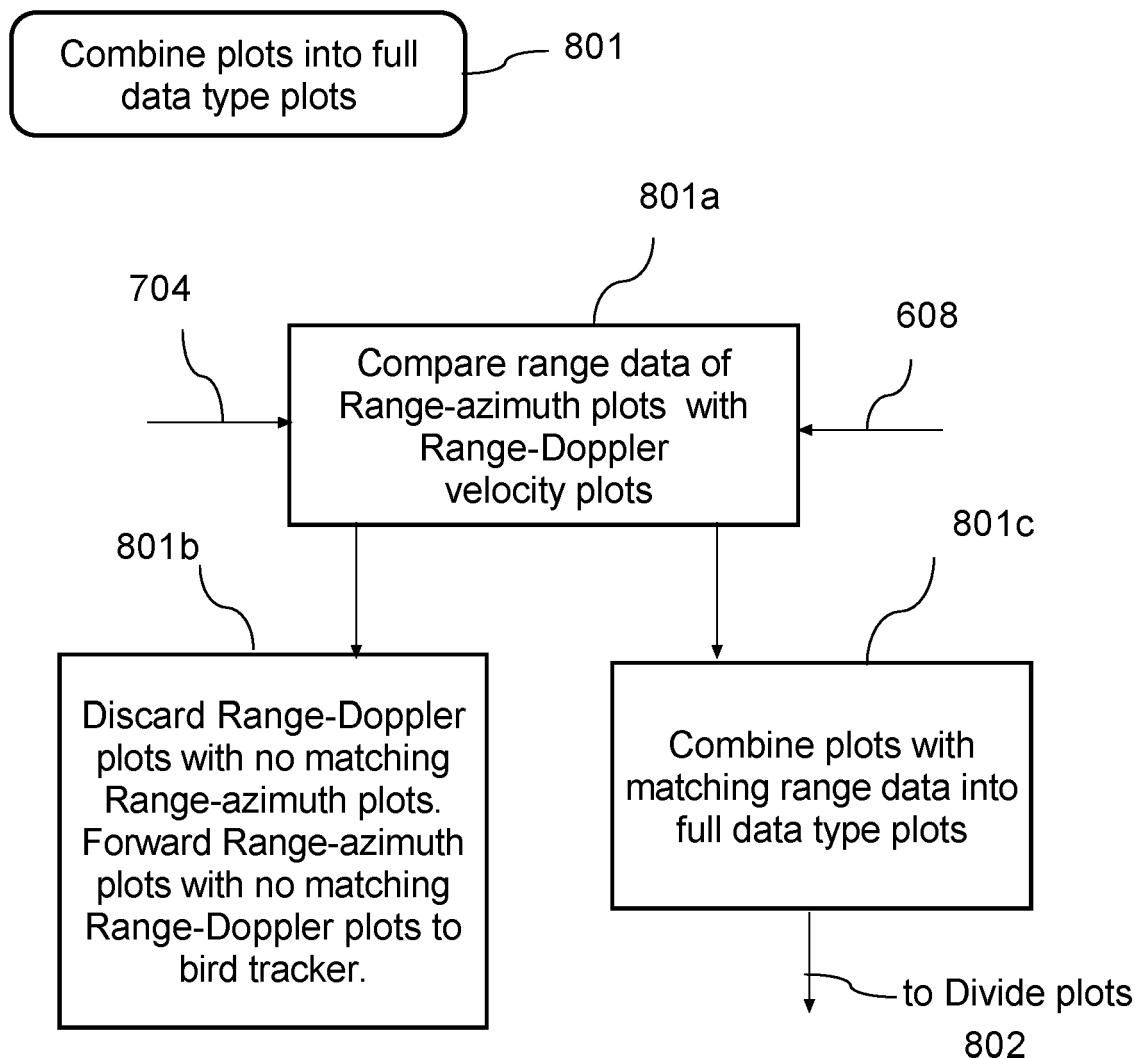 Combine plots into full
data type plots
801
801a
704
608
Compare range data of
Range-azimuth plots with
Range-Doppler
velocity plots
801b
801c
Discard Range-Doppler
plots with no matching
Range-azimuth plots.
Forward Range-azimuth
plots with no matching
Range-Doppler plots to
bird tracker.
Combine plots with
matching range data into
full data type plots
to Divide plots
802